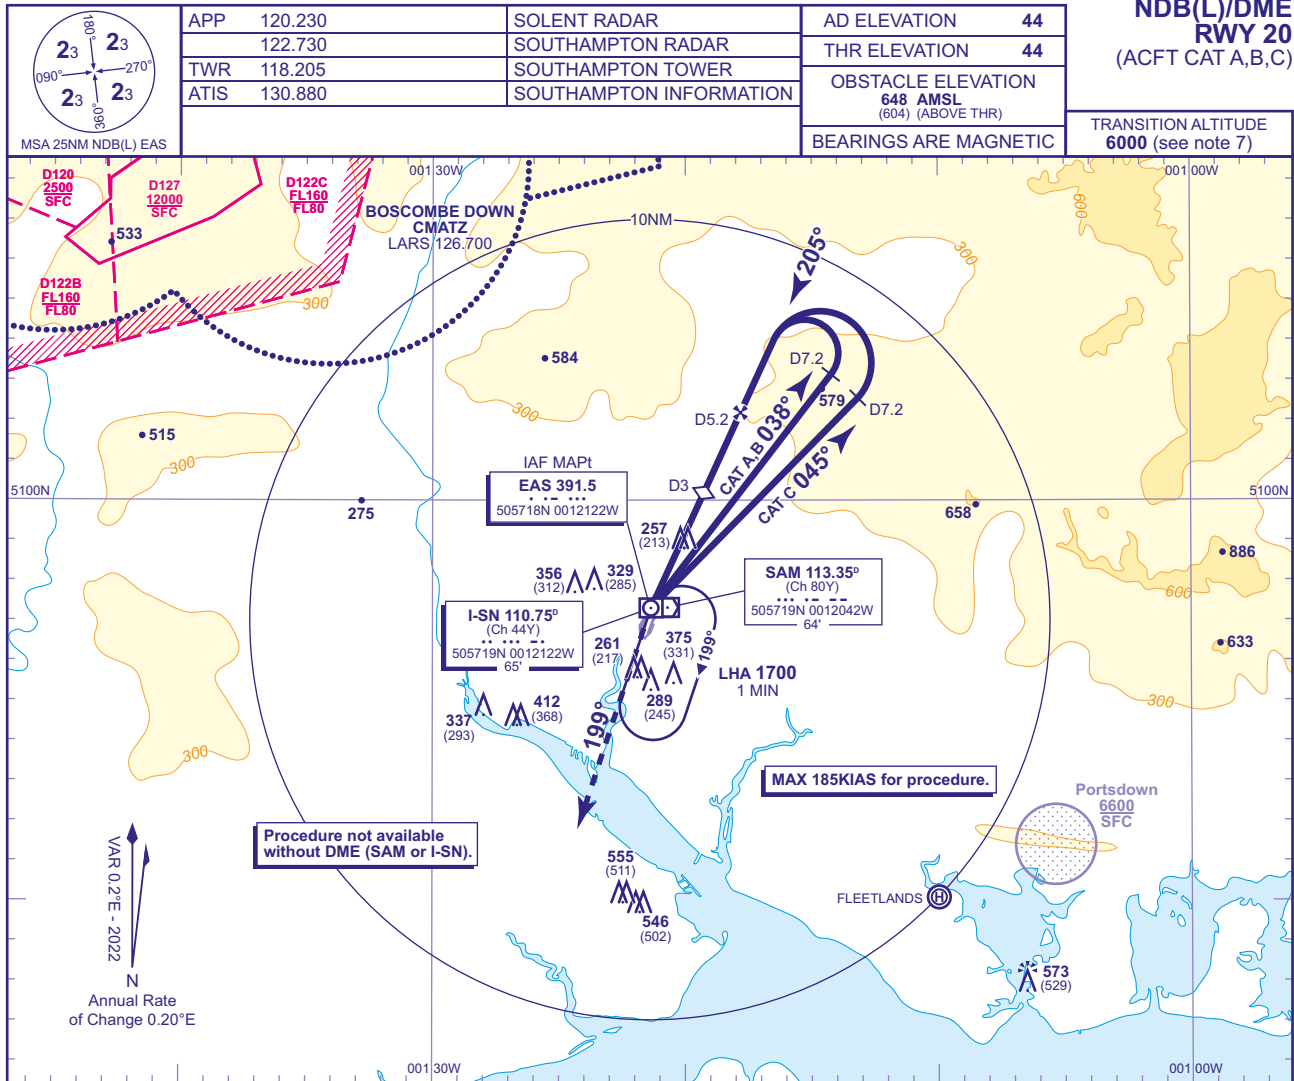 NDB(L)/DME
RWY 20
(ACFT CAT A,B,C)
180°
23 23
090° 270°
23 23
360°
MSA 25NM NDB(L) EAS
APP 120.230 SOLENT RADAR
122.730 SOUTHAMPTON RADAR
TWR 118.205 SOUTHAMPTON TOWER
ATIS 130.880 SOUTHAMPTON INFORMATION
AD ELEVATION 44
THR ELEVATION 44
OBSTACLE ELEVATION
648 AMSL
(604) (ABOVE THR)
BEARINGS ARE MAGNETIC
TRANSITION ALTITUDE
6000 (see note 7)
001 30W
001 00W
D120
2500
SFC
D127
12000
SFC
D122C
FL160
FL80
533
D122B
FL160
FL80
BOSCOMBE DOWN
CMATZ
LARS 126.700
10NM
205°
300
600
300
584
300
515
300
D7.2
579
D7.2
D5.2
CAT A,B 038°
CAT C 045°
D3
IAF MAPt
EAS 391.5
505718N 0012122W
5100N
5100N
275
658
257
(213)
886
600
356
(312)
329
(285)
SAM 113.35D
(Ch 80Y)
505719N 0012042W
64'
I-SN 110.75D
(Ch 44Y)
505719N 0012122W
65'
261
(217)
375
(331)
199°
633
LHA 1700
1 MIN
289
(245)
300
337
(293)
412
(368)
199°
300
MAX 185KIAS for procedure.
Portsdown
6600
SFC
Procedure not available
without DME (SAM or I-SN).
VAR 0.2°E - 2022
N
Annual Rate
of Change 0.20°E
555
(511)
546
(502)
FLEETLANDS
H
573
(529)
001 30W
001 00W